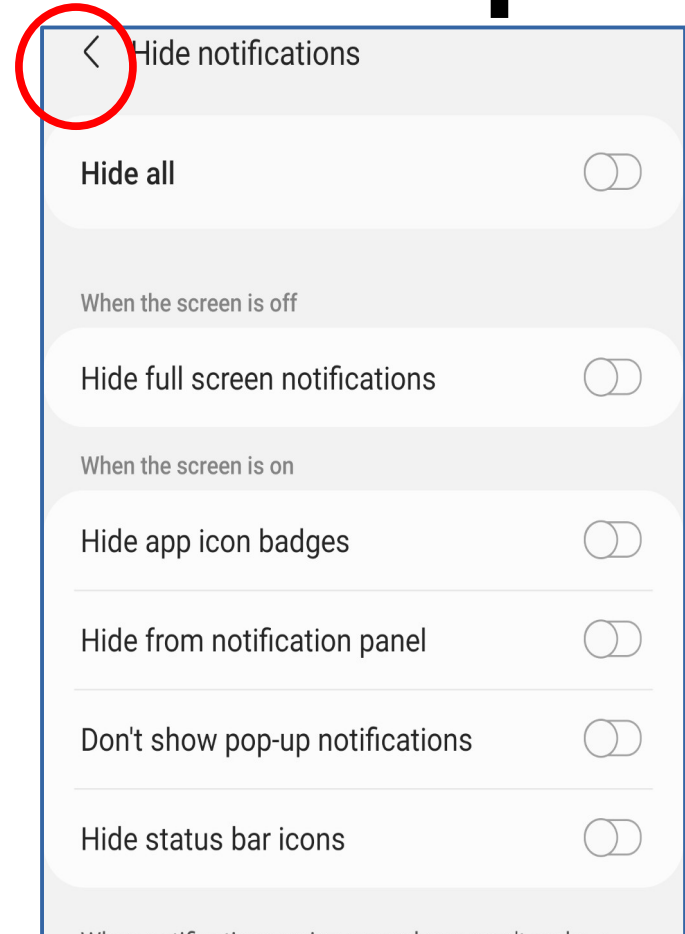 Hide notifications
Hide all
When the screen is off
Hide full screen notifications
When the screen is on
Hide app icon badges
Hide from notification panel
Don't show pop-up notifications
Hide status bar icons